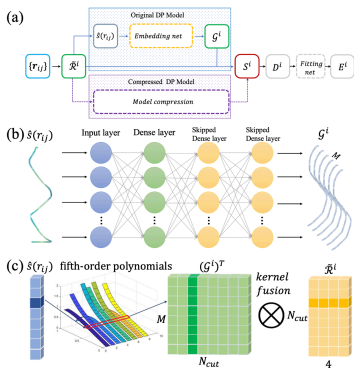 (a)
Original DP Model
ŝ(r_ij) Embedding net 𝒢^i
{r_ij} R̃^i S^i D^i Fitting net E^i
Compressed DP Model
Model compression
(b) ŝ(r_ij) Input layer Dense layer Skipped Dense layer Skipped Dense layer 𝒢^i
M
(c) ŝ(r_ij) fifth-order polynomials (𝒢^i)^T R̃^i
kernel fusion
M
⊗ N_cut
N_cut 4